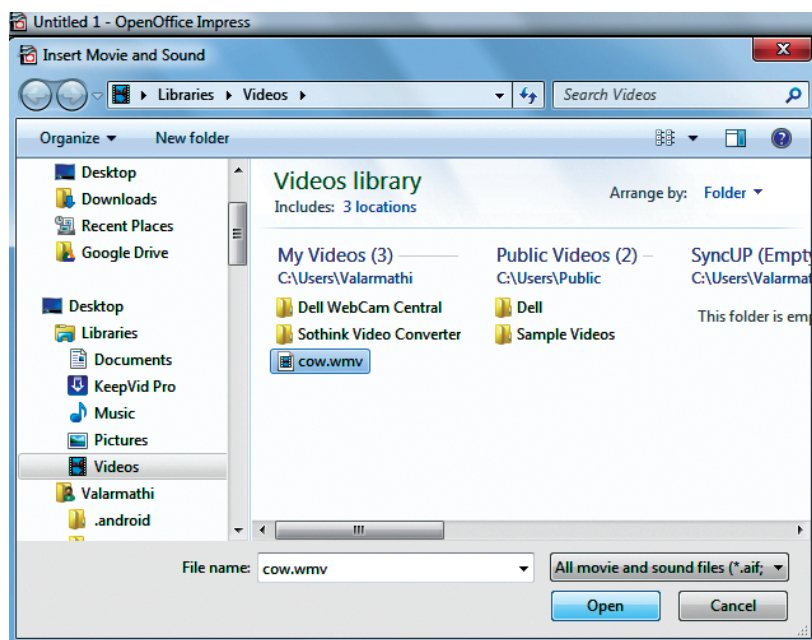 Untitled 1 - OpenOffice Impress
Insert Movie and Sound
Libraries Videos
Search Videos
Organize New folder
Desktop
Downloads
Recent Places
Google Drive
Desktop
Libraries
Documents
KeepVid Pro
Music
Pictures
Videos
Valarmathi
.android
Videos library
Includes: 3 locations
Arrange by: Folder
My Videos (3)
C:\Users\Valarmathi
Dell WebCam Central
Sothink Video Converter
cow.wmv
Public Videos (2)
C:\Users\Public
Dell
Sample Videos
SyncUP (Empty
C:\Users\Valarmat
This folder is emp
File name: cow.wmv
All movie and sound files (*.aif;
Open Cancel